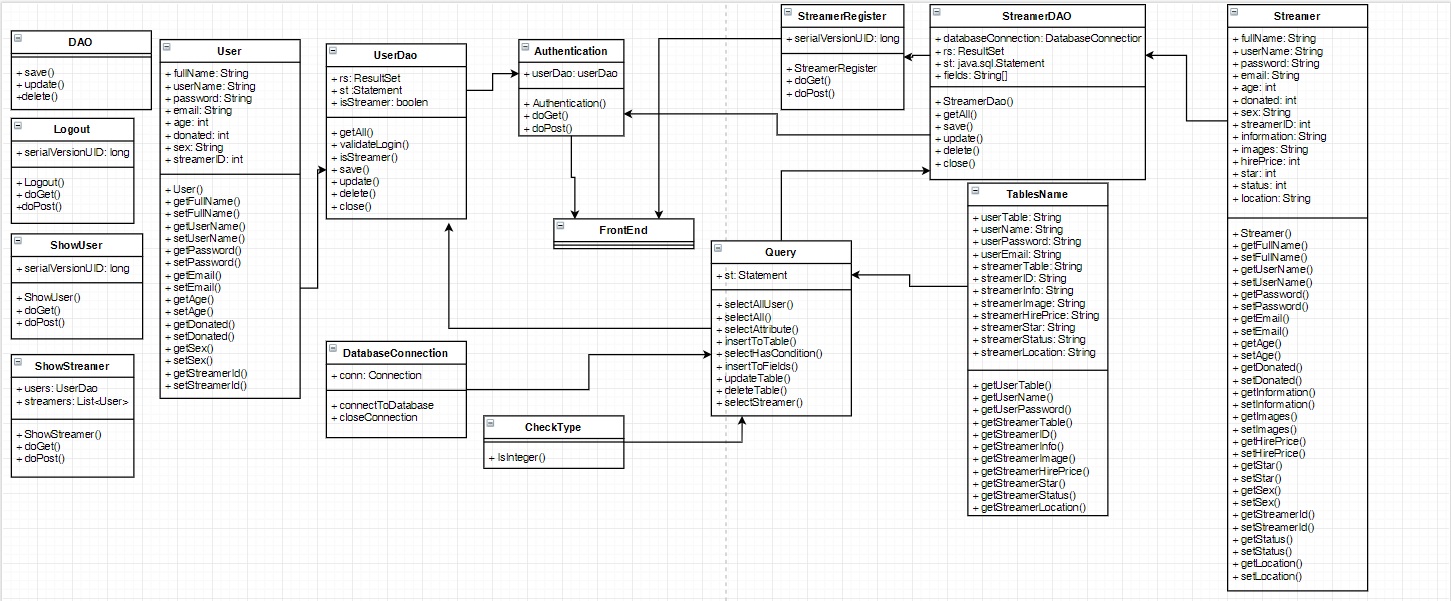 DAO
+ save()
+ update()
+delete()
Logout
+ serialVersionUID: long
+ Logout()
+ doGet()
+doPost()
ShowUser
+ serialVersionUID: long
+ ShowUser()
+ doGet()
+ doPost()
ShowStreamer
+ users: UserDao
+ streamers: List<User>
+ ShowStreamer()
+ doGet()
+ doPost()
User
+ fullName: String
+ userName: String
+ password: String
+ email: String
+ age: int
+ donated: int
+ sex: String
+ streamerID: int
+ User()
+ getFullName()
+ setFullName()
+ getUserName()
+ setUserName()
+ getPassword()
+ setPassword()
+ getEmail()
+ setEmail()
+ getAge()
+ setAge()
+ getDonated()
+ setDonated()
+ getSex()
+ setSex()
+ getStreamerId()
+ setStreamerId()
UserDao
+ rs: ResultSet
+ st :Statement
+ isStreamer: boolen
+ getAll()
+ validateLogin()
+ isStreamer()
+ save()
+ update()
+ delete()
+ close()
DatabaseConnection
+ conn: Connection
+ connectToDatabase
+ closeConnection
Authentication
+ userDao: userDao
+ Authentication()
+ doGet()
+ doPost()
FrontEnd
CheckType
+ IsInteger()
StreamerRegister
+ serialVersionUID: long
+ StreamerRegister
+ doGet()
+ doPost()
Query
+ st: Statement
+ selectAllUser()
+ selectAll()
+ selectAttribute()
+ insertToTable()
+ selectHasCondition()
+ insertToFields()
+ updateTable()
+ deleteTable()
+ selectStreamer()
StreamerDAO
+ databaseConnection: DatabaseConnection
+ rs: ResultSet
+ st: java.sql.Statement
+ fields: String[]
+ StreamerDao()
+ getAll()
+ save()
+ update()
+ delete()
+ close()
TablesName
+ userTable: String
+ userName: String
+ userPassword: String
+ userEmail: String
+ streamerTable: String
+ streamerID: String
+ streamerInfo: String
+ streamerImage: String
+ streamerHirePrice: String
+ streamerStar: String
+ streamerStatus: String
+ streamerLocation: String
+ getUserTable()
+ getUserName()
+ getUserPassword()
+ getStreamerTable()
+ getStreamerID()
+ getStreamerInfo()
+ getStreamerImage()
+ getStreamerHirePrice()
+ getStreamerStar()
+ getStreamerStatus()
+ getStreamerLocation()
Streamer
+ fullName: String
+ userName: String
+ password: String
+ email: String
+ age: int
+ donated: int
+ sex: String
+ streamerID: int
+ information: String
+ images: String
+ hirePrice: int
+ star: int
+ status: int
+ location: String
+ Streamer()
+ getFullName()
+ setFullName()
+ getUserName()
+ setUserName()
+ getPassword()
+ setPassword()
+ getEmail()
+ setEmail()
+ getAge()
+ setAge()
+ getDonated()
+ setDonated()
+ getInformation()
+ setInformation()
+ getImages()
+ setImages()
+ getHirePrice()
+ setHirePrice()
+ getStar()
+ setStar()
+ getSex()
+ setSex()
+ getStreamerId()
+ setStreamerId()
+ getStatus()
+ setStatus()
+ getLocation()
+ setLocation()